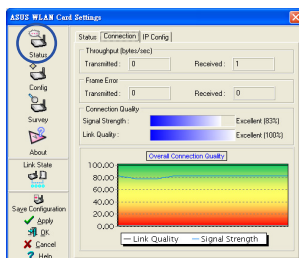 ASUS WLAN Card Settings
Status
Config
Survey
About
Link State
Save Configuration
Apply
OK
Cancel
Help
Status Connection IP Config
Throughput (bytes/sec)
Transmitted : 0 Received : 1
Frame Error
Transmitted : 0 Received : 0
Connection Quality
Signal Strength : Excellent (83%)
Link Quality : Excellent (100%)
Overall Connection Quality
100.00
80.00
60.00
40.00
20.00
0.00
Link Quality Signal Strength